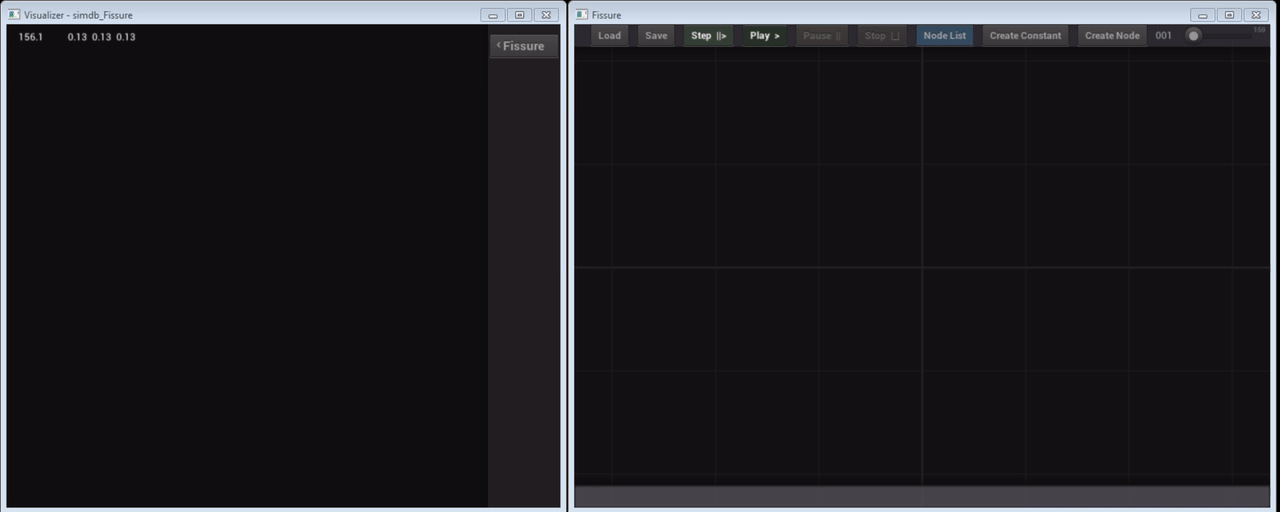 Visualizer - simdb_Fissure
156.1 0.13 0.13 0.13
‹Fissure
Fissure
Load Save Step ||> Play > Pause || Stop |_| Node List Create Constant Create Node 001 150